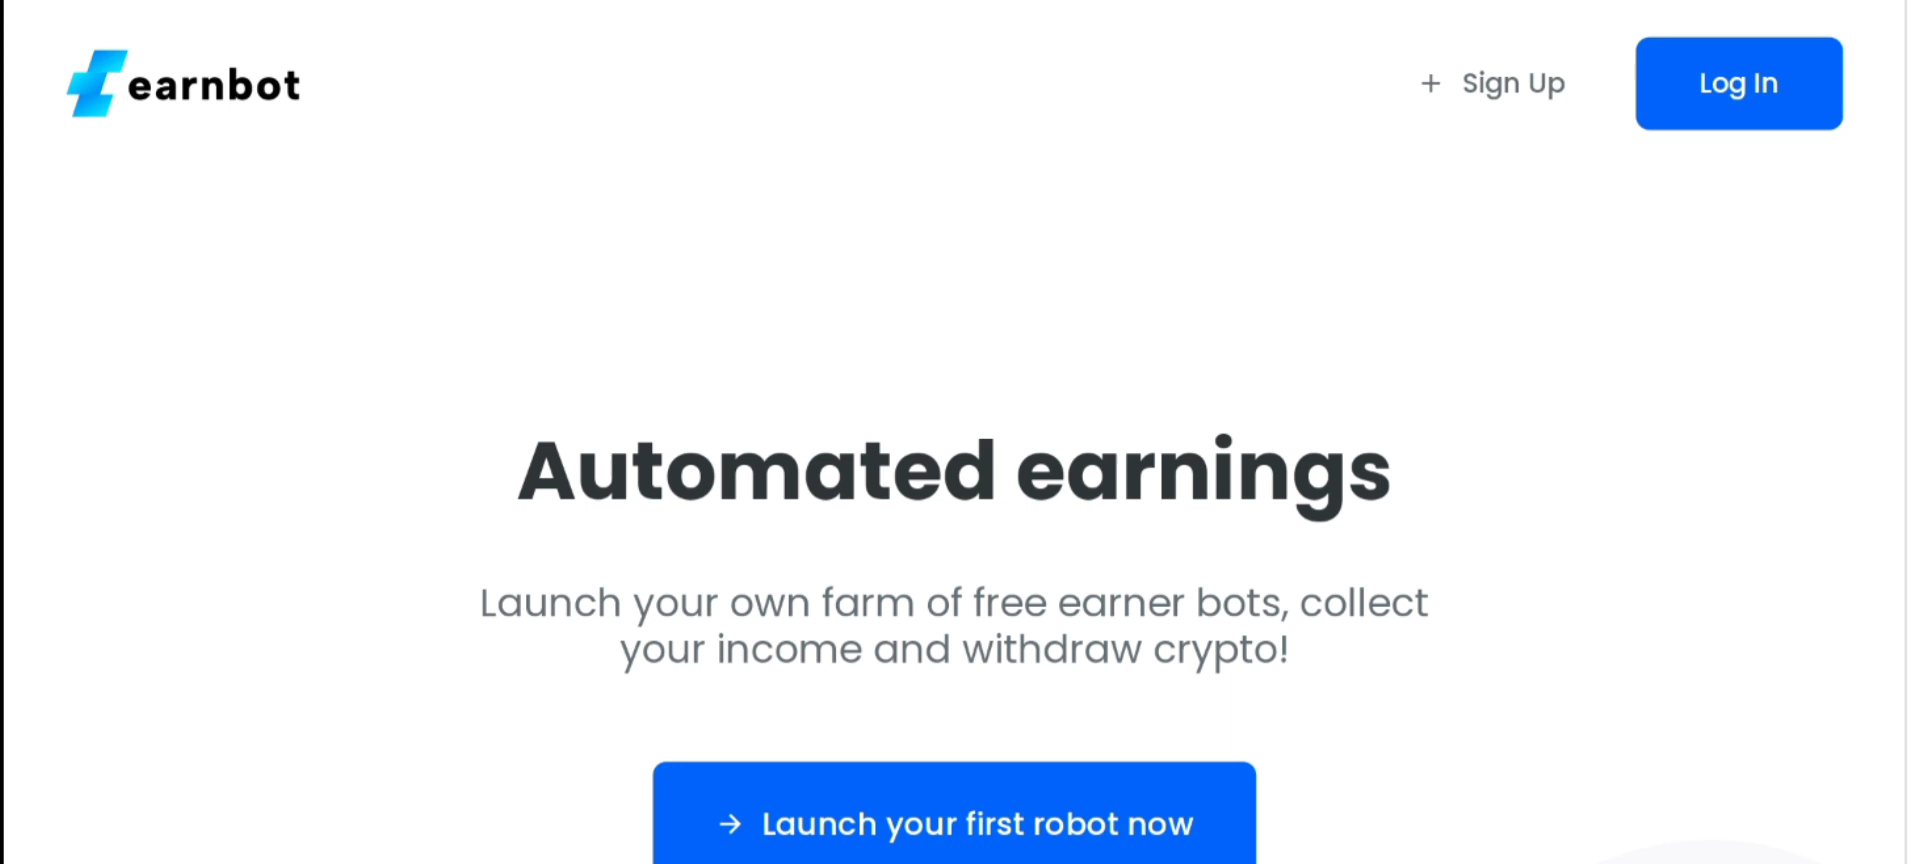 earnbot
+ Sign Up
Log In
Automated earnings
Launch your own farm of free earner bots, collect
your income and withdraw crypto!
→ Launch your first robot now